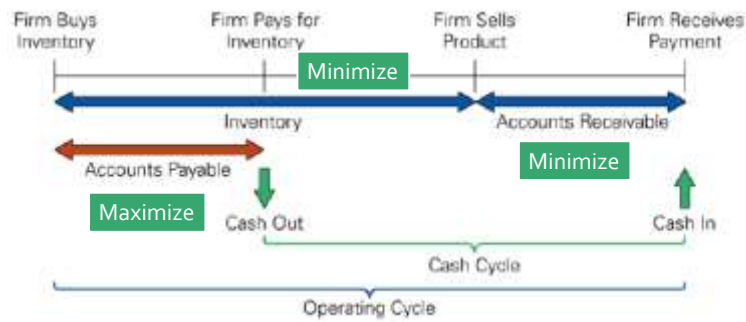 Firm Buys
Inventory
Firm Pays for
Inventory
Firm Sells
Product
Firm Receives
Payment
Minimize
Inventory
Accounts Receivable
Accounts Payable
Minimize
Maximize
Cash Out
Cash In
Cash Cycle
Operating Cycle